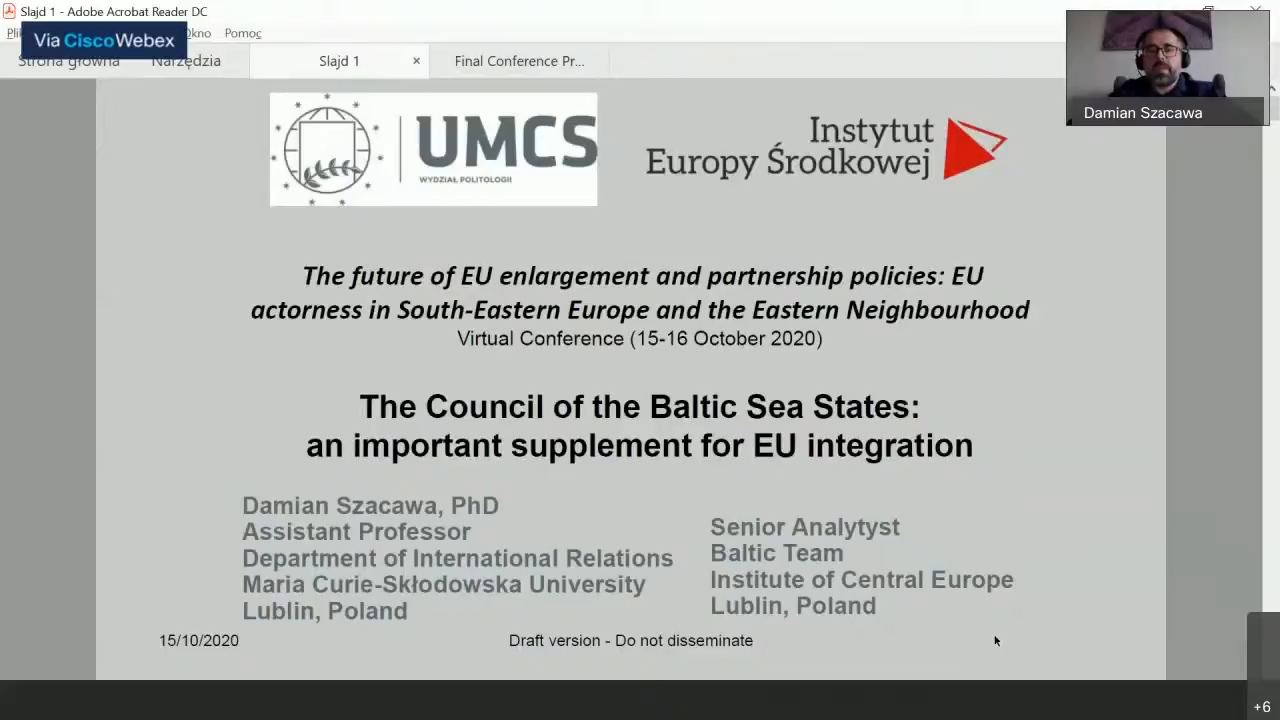 Slajd 1 - Adobe Acrobat Reader DC
Via CiscoWebex
Okno Pomoc
Strona główna Narzędzia Slajd 1 × Final Conference Pr...
Damian Szacawa
UMCS
WYDZIAŁ POLITOLOGII
Instytut
Europy Środkowej
The future of EU enlargement and partnership policies: EU
actorness in South-Eastern Europe and the Eastern Neighbourhood
Virtual Conference (15-16 October 2020)
The Council of the Baltic Sea States:
an important supplement for EU integration
Damian Szacawa, PhD
Assistant Professor
Department of International Relations
Maria Curie-Skłodowska University
Lublin, Poland
Senior Analytyst
Baltic Team
Institute of Central Europe
Lublin, Poland
15/10/2020
Draft version - Do not disseminate
+6